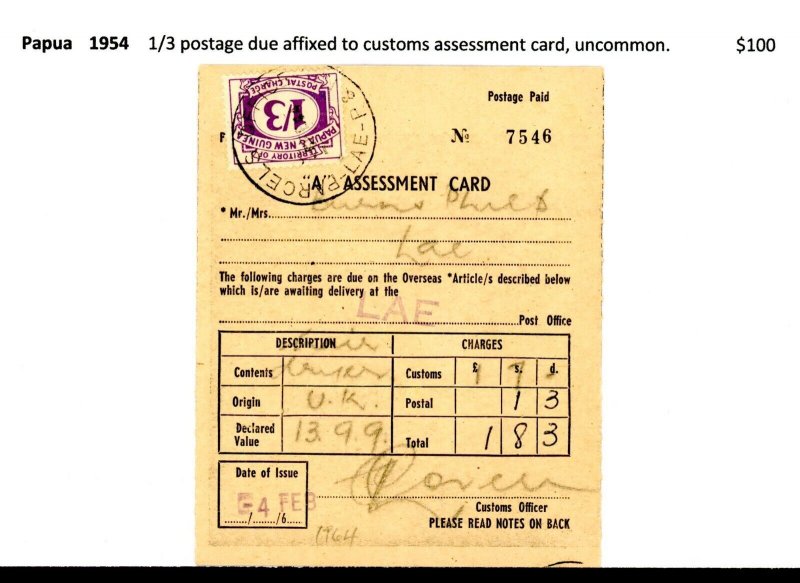 Papua 1954 1/3 postage due affixed to customs assessment card, uncommon. $100
POSTAL CHARGE
1/3
TERRITORY OF
PAPUA & NEW GUINEA
PARCEL LAE-P
Postage Paid
F
№ 7546
"A" ASSESSMENT CARD
* Mr./Mrs.
Lae
The following charges are due on the Overseas *Article/s described below
which is/are awaiting delivery at the
LAE
Post Office
DESCRIPTION CHARGES
£ s. d.
Contents Customs 1 7 -
Origin U.K. Postal 1 3
Declared Value 13.9.9. Total 1 8 3
Date of Issue
-4 FEB
....../....../6......
1964
Customs Officer
PLEASE READ NOTES ON BACK